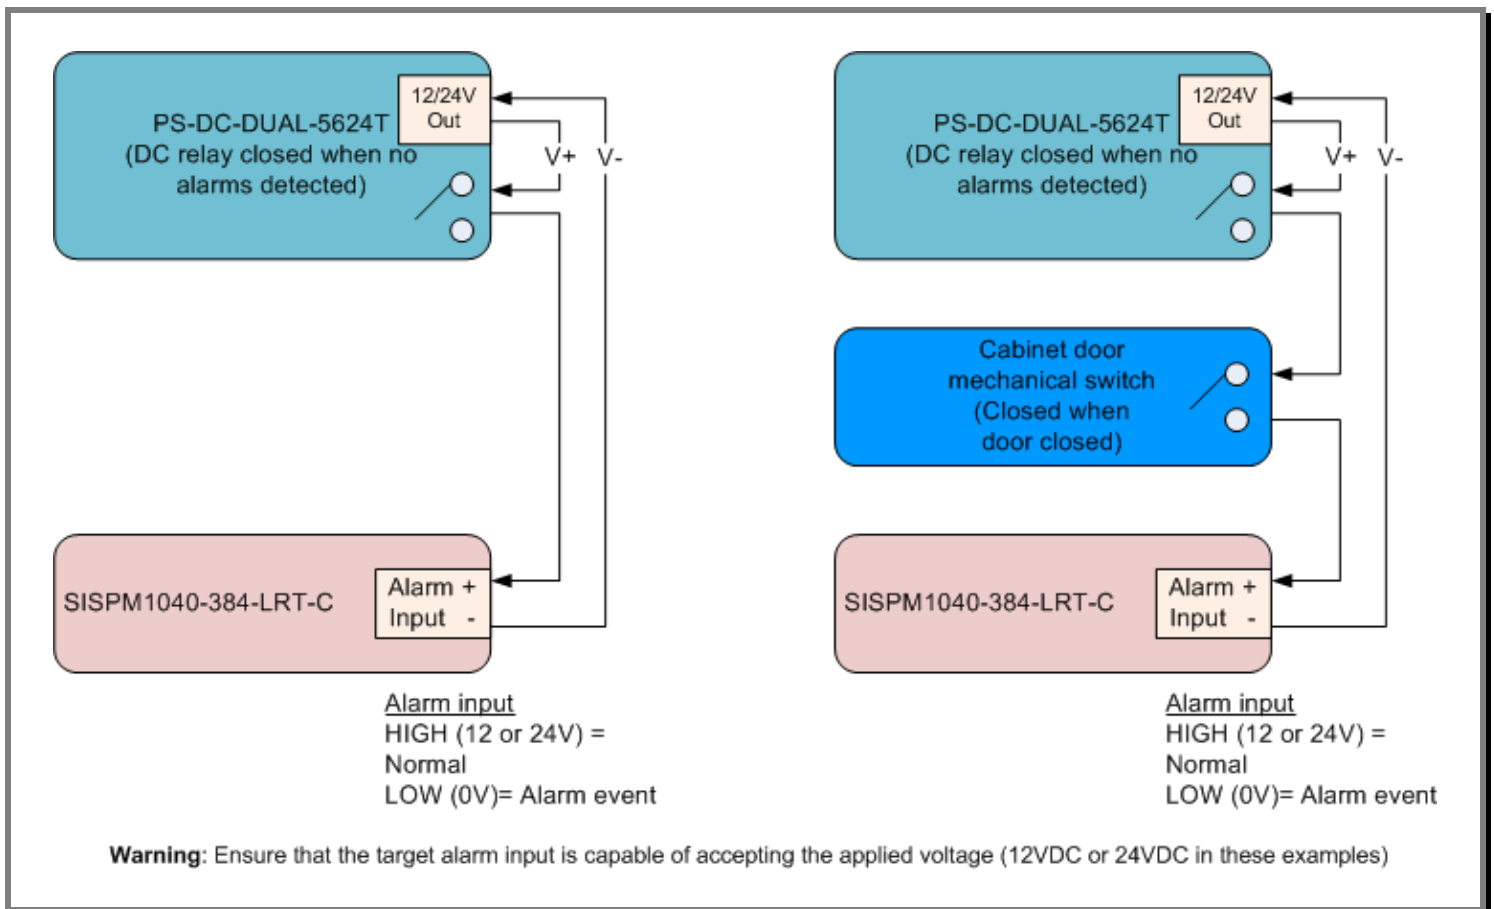 12/24V
Out
PS-DC-DUAL-5624T
(DC relay closed when no
alarms detected)
V+ V-
SISPM1040-384-LRT-C
Alarm +
Input -
Alarm input
HIGH (12 or 24V) =
Normal
LOW (0V)= Alarm event
12/24V
Out
PS-DC-DUAL-5624T
(DC relay closed when no
alarms detected)
V+ V-
Cabinet door
mechanical switch
(Closed when
door closed)
SISPM1040-384-LRT-C
Alarm +
Input -
Alarm input
HIGH (12 or 24V) =
Normal
LOW (0V)= Alarm event
Warning: Ensure that the target alarm input is capable of accepting the applied voltage (12VDC or 24VDC in these examples)